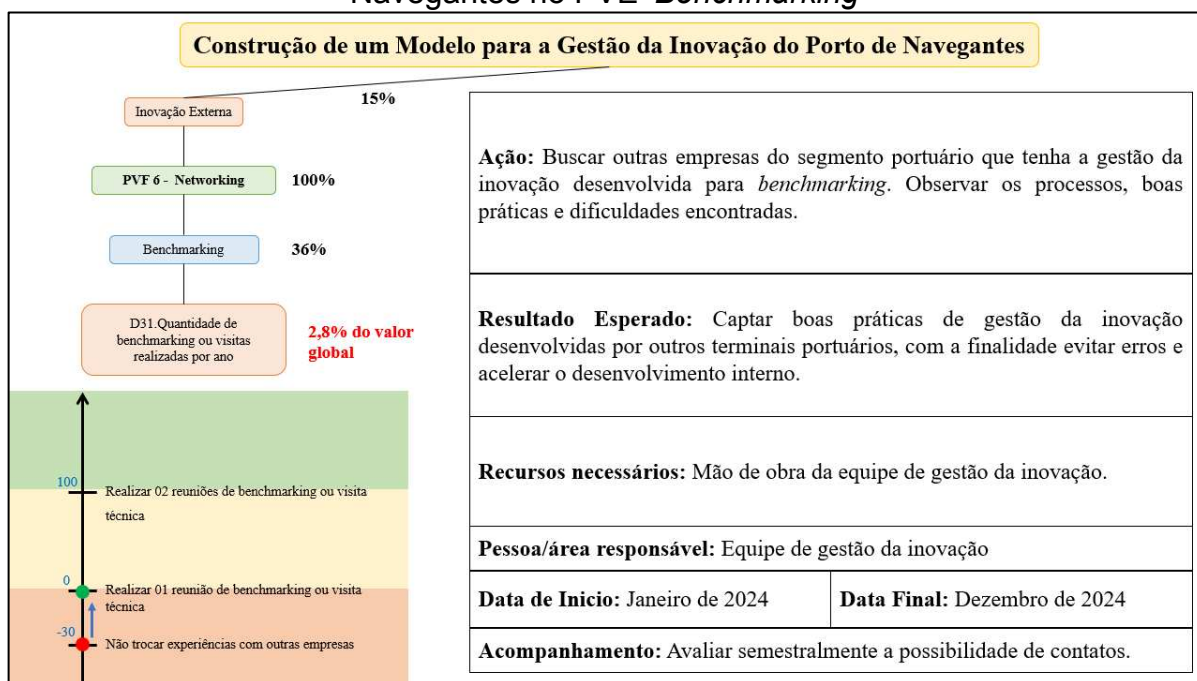 Navegantes no PVE "Benchmarking"
Construção de um Modelo para a Gestão da Inovação do Porto de Navegantes
Inovação Externa
15%
PVF 6 - Networking
100%
Benchmarking
36%
D31.Quantidade de
benchmarking ou visitas
realizadas por ano
2,8% do valor
global
100
Realizar 02 reuniões de benchmarking ou visita
técnica
0
Realizar 01 reunião de benchmarking ou visita
técnica
-30
Não trocar experiências com outras empresas
Ação: Buscar outras empresas do segmento portuário que tenha a gestão da
inovação desenvolvida para benchmarking. Observar os processos, boas
práticas e dificuldades encontradas.
Resultado Esperado: Captar boas práticas de gestão da inovação
desenvolvidas por outros terminais portuários, com a finalidade evitar erros e
acelerar o desenvolvimento interno.
Recursos necessários: Mão de obra da equipe de gestão da inovação.
Pessoa/área responsável: Equipe de gestão da inovação
Data de Inicio: Janeiro de 2024
Data Final: Dezembro de 2024
Acompanhamento: Avaliar semestralmente a possibilidade de contatos.